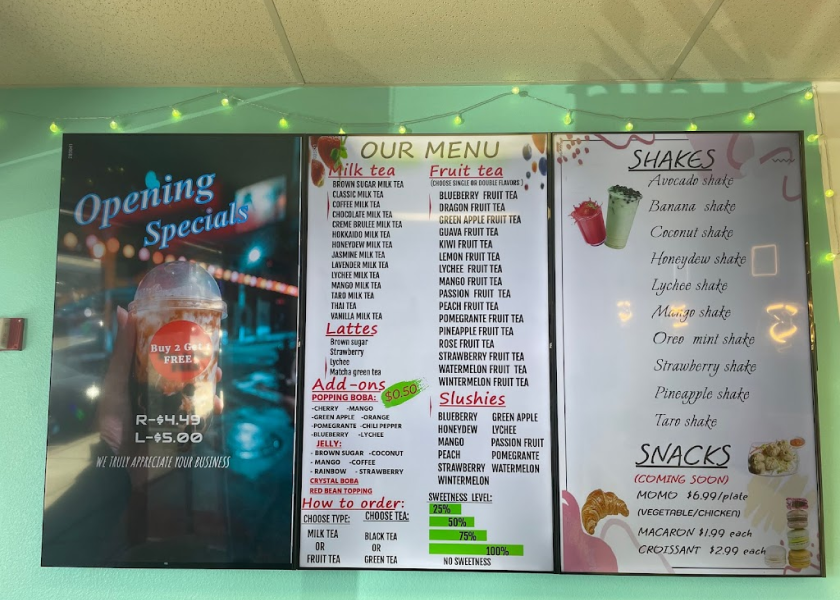 Opening
Specials
Buy 2 Get
FREE
R-$4.49
L-$5.00
WE TRULY APPRECIATE YOUR BUSINESS
OUR MENU
Milk tea
BROWN SUGAR MILK TEA
CLASSIC MILK TEA
COFFEE MILK TEA
CHOCOLATE MILK TEA
CREME BRULEE MILK TEA
HOKKAIDO MILK TEA
HONEYDEW MILK TEA
JASMINE MILK TEA
LAVENDER MILK TEA
LYCHEE MILK TEA
MANGO MILK TEA
TARO MILK TEA
THAI TEA
VANILLA MILK TEA
Lattes
Brown sugar
Strawberry
Lychee
Matcha green tea
Add-ons
$0.50
POPPING BOBA:
-CHERRY -MANGO
-GREEN APPLE -ORANGE
-POMEGRANATE -CHILI PEPPER
-BLUEBERRY -LYCHEE
JELLY:
- BROWN SUGAR -COCONUT
- MANGO -COFFEE
- RAINBOW - STRAWBERRY
CRYSTAL BOBA
RED BEAN TOPPING
How to order:
CHOOSE TYPE: CHOOSE TEA:
MILK TEA BLACK TEA
OR OR
FRUIT TEA GREEN TEA
Fruit tea
(CHOOSE SINGLE OR DOUBLE FLAVORS)
BLUEBERRY FRUIT TEA
DRAGON FRUIT TEA
GREEN APPLE FRUIT TEA
GUAVA FRUIT TEA
KIWI FRUIT TEA
LEMON FRUIT TEA
LYCHEE FRUIT TEA
MANGO FRUIT TEA
PASSION FRUIT TEA
PEACH FRUIT TEA
POMEGRANTE FRUIT TEA
PINEAPPLE FRUIT TEA
ROSE FRUIT TEA
STRAWBERRY FRUIT TEA
WATERMELON FRUIT TEA
WINTERMELON FRUIT TEA
Slushies
BLUEBERRY GREEN APPLE
HONEYDEW LYCHEE
MANGO PASSION FRUIT
PEACH POMEGRANTE
STRAWBERRY WATERMELON
WINTERMELON
SWEETNESS LEVEL:
25%
50%
75%
100%
NO SWEETNESS
SHAKES
Avocado shake
Banana shake
Coconut shake
Honeydew shake
Lychee shake
Mango shake
Oreo mint shake
Strawberry shake
Pineapple shake
Taro shake
SNACKS
(COMING SOON)
MOMO $6.99/plate
(VEGETABLE/CHICKEN)
MACARON $1.99 each
CROISSANT $2.99 each